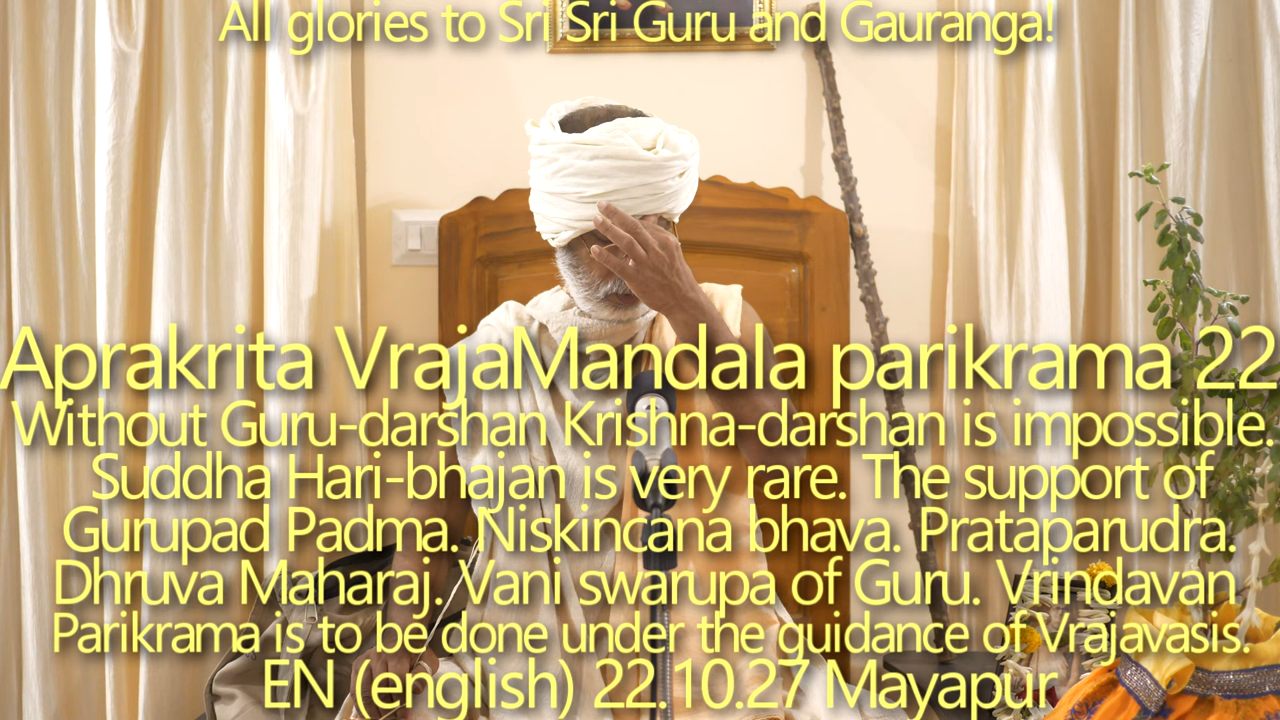 All glories to Sri Sri Guru and Gauranga!
Aprakrita VrajaMandala parikrama 22
Without Guru-darshan Krishna-darshan is impossible.
Suddha Hari-bhajan is very rare. The support of
Gurupad Padma. Niskincana bhava. Prataparudra.
Dhruva Maharaj. Vani swarupa of Guru. Vrindavan
Parikrama is to be done under the guidance of Vrajavasis.
EN (english) 22.10.27 Mayapur